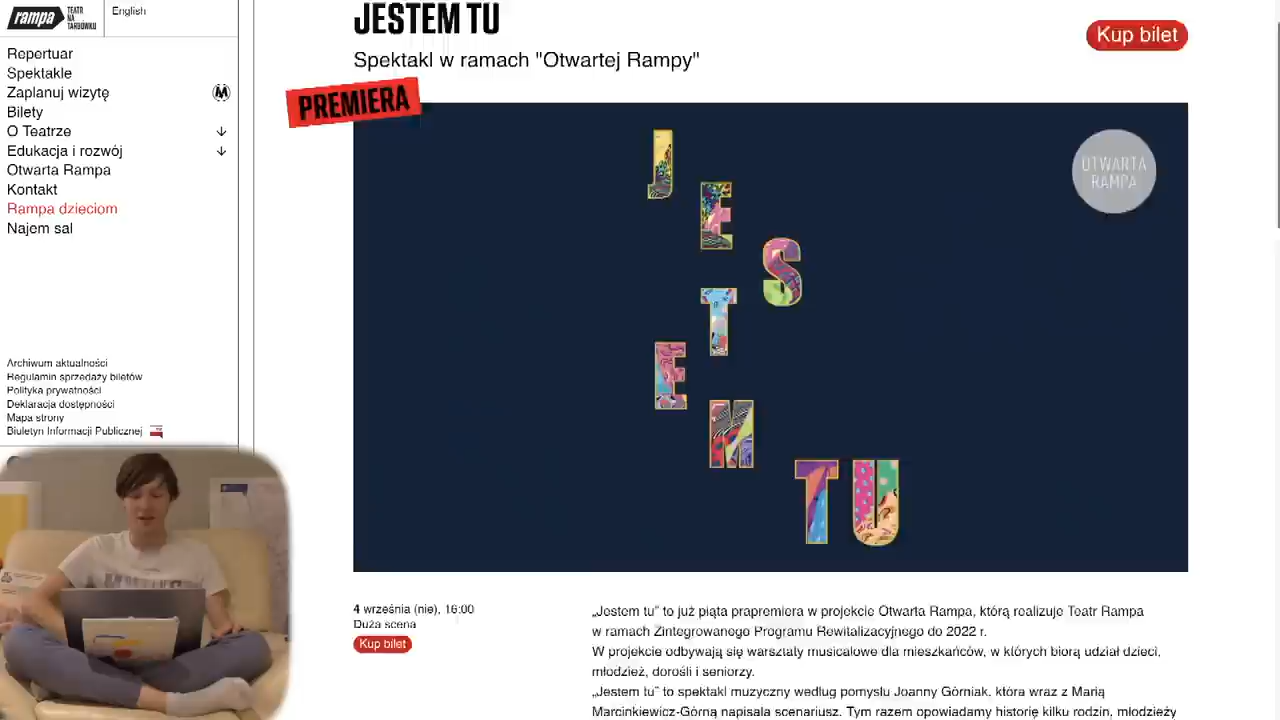 rampa
TEATR
NA
TARGÓWKU
English
Repertuar
Spektakle
Zaplanuj wizytę
Bilety
O Teatrze
Edukacja i rozwój
Otwarta Rampa
Kontakt
Rampa dzieciom
Najem sal
Archiwum aktualności
Regulamin sprzedaży biletów
Polityka prywatności
Deklaracja dostępności
Mapa strony
Biuletyn Informacji Publicznej
JESTEM TU
Spektakl w ramach "Otwartej Rampy"
Kup bilet
PREMIERA
OTWARTA
RAMPA
JESTEM TU
4 września (nie), 16:00
Duża scena
Kup bilet
„Jestem tu” to już piąta prapremiera w projekcie Otwarta Rampa, którą realizuje Teatr Rampa
w ramach Zintegrowanego Programu Rewitalizacyjnego do 2022 r.
W projekcie odbywają się warsztaty musicalowe dla mieszkańców, w których biorą udział dzieci,
młodzież, dorośli i seniorzy.
„Jestem tu” to spektakl muzyczny według pomysłu Joanny Górniak, która wraz z Marią
Marcinkiewicz-Górną napisała scenariusz. Tym razem opowiadamy historię kilku rodzin, młodzieży